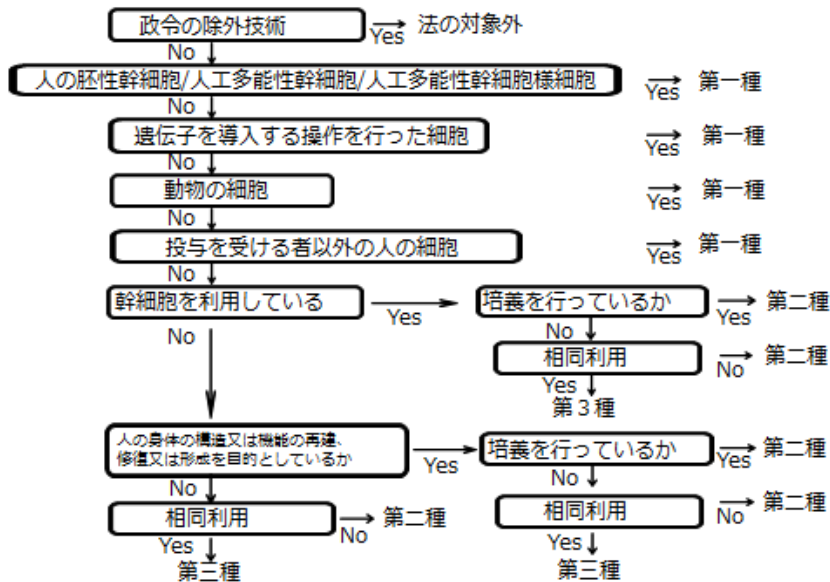 政令の除外技術
Yes
法の対象外
No
人の胚性幹細胞/人工多能性幹細胞/人工多能性幹細胞様細胞
Yes
第一種
No
遺伝子を導入する操作を行った細胞
Yes
第一種
No
動物の細胞
Yes
第一種
No
投与を受ける者以外の人の細胞
Yes
第一種
No
幹細胞を利用している
Yes
培義を行っているか
Yes
第二種
No
No
相同利用
No
第二種
Yes
第３種
人の身体の構造又は機能の再建、
修復又は形成を目的としているか
Yes
培義を行っているか
Yes
第二種
No
No
相同利用
No
第二種
相同利用
No
第二種
Yes
第三種
Yes
第三種